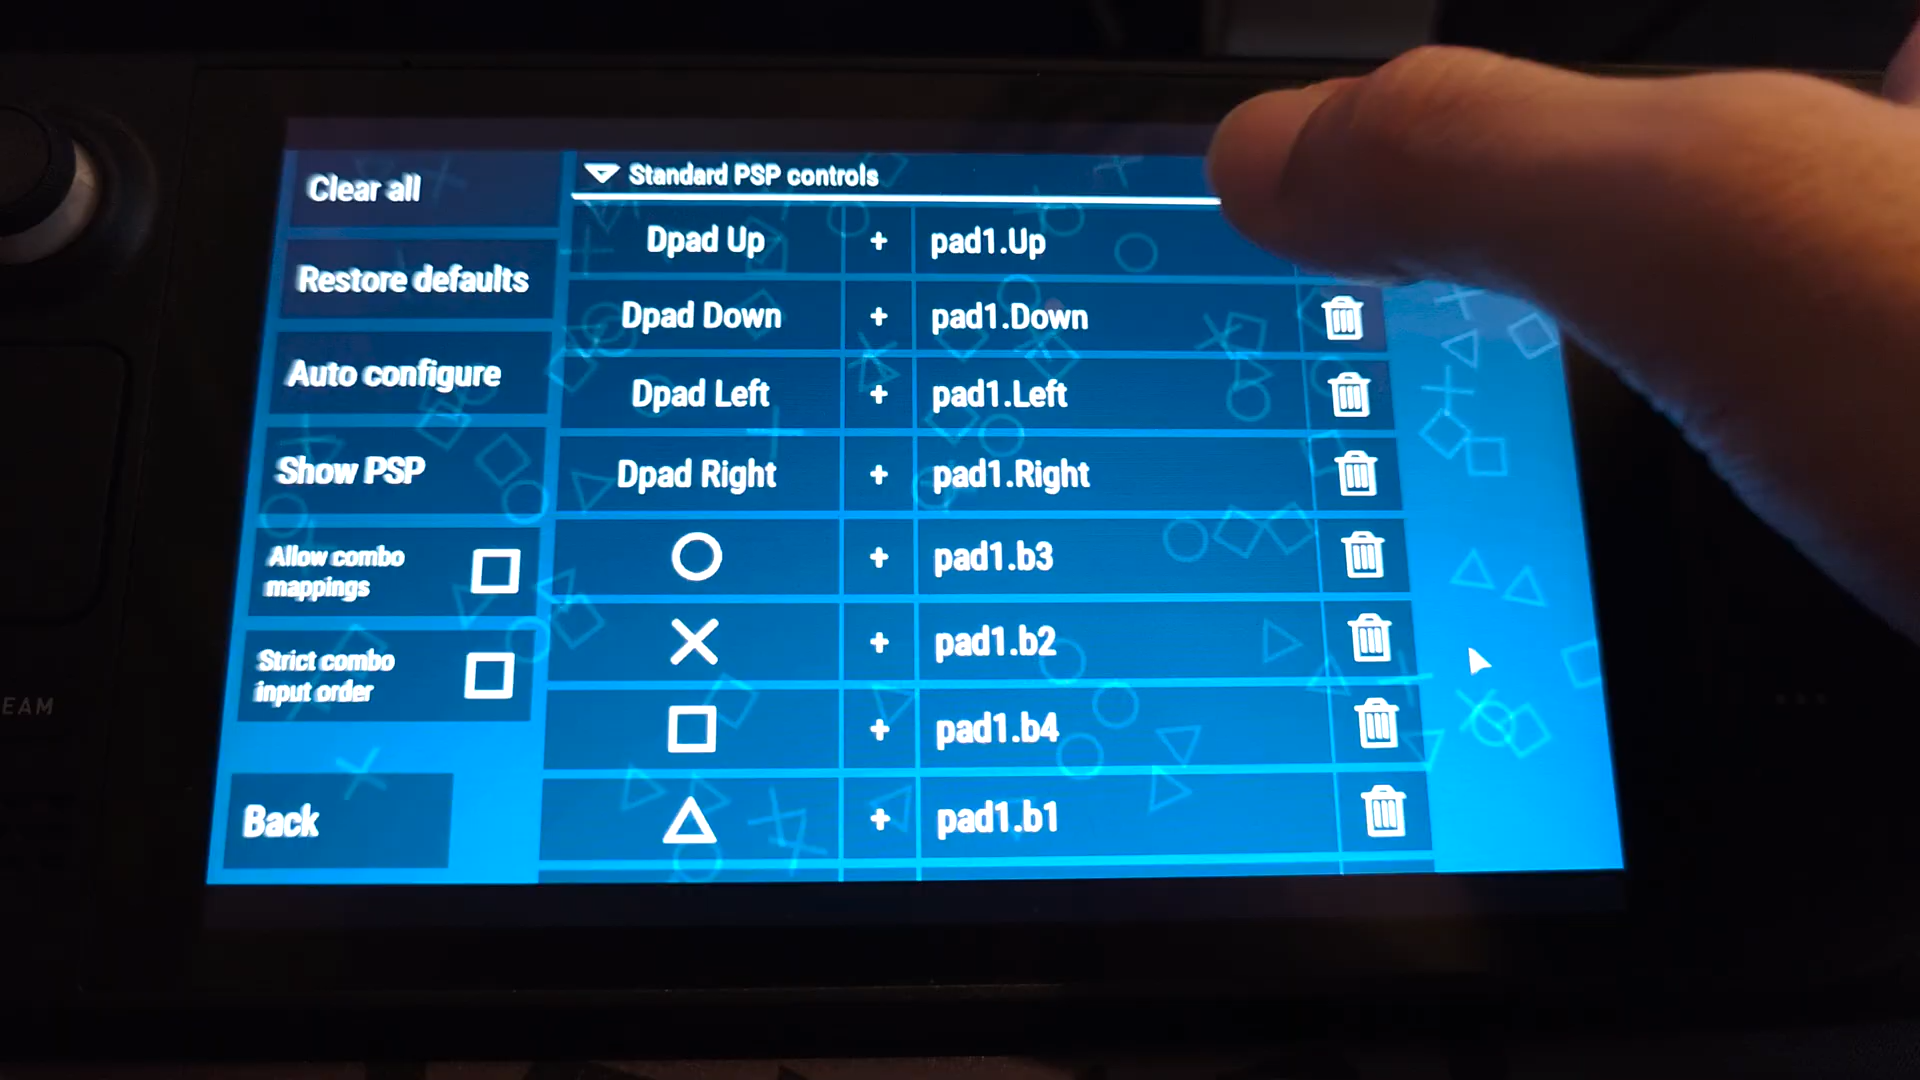 Clear all
Restore defaults
Auto configure
Show PSP
Allow combo
mappings
Strict combo
input order
Back
Standard PSP controls
Dpad Up + pad1.Up
Dpad Down + pad1.Down
Dpad Left + pad1.Left
Dpad Right + pad1.Right
+ pad1.b3
+ pad1.b2
+ pad1.b4
+ pad1.b1
EAM